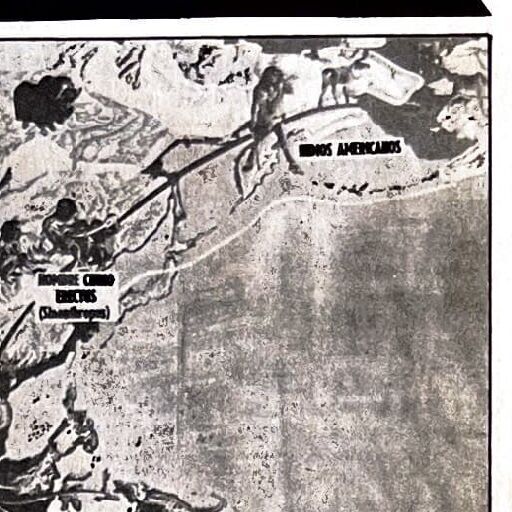 INDIOS AMERICANOS
HOMBRE CHINO
ERECTUS
(Sinanthropus)